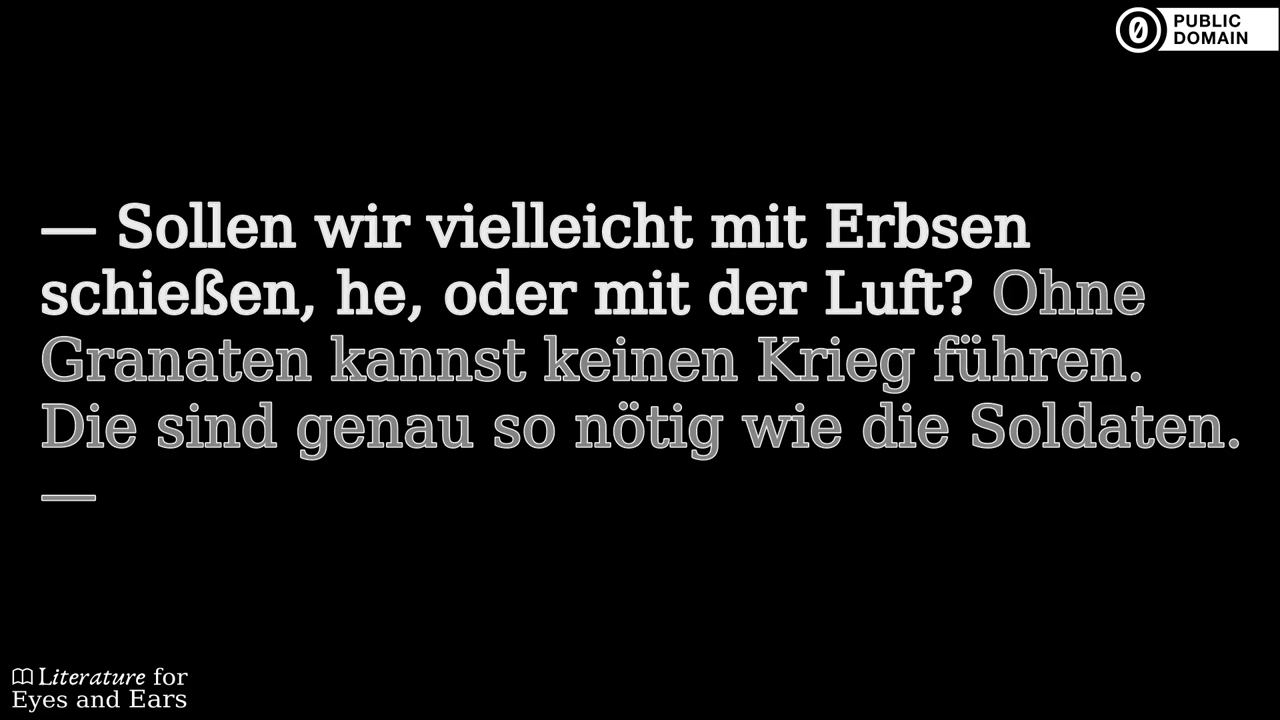 PUBLIC
DOMAIN
— Sollen wir vielleicht mit Erbsen
schießen, he, oder mit der Luft? Ohne
Granaten kannst keinen Krieg führen.
Die sind genau so nötig wie die Soldaten.
—
Literature for
Eyes and Ears